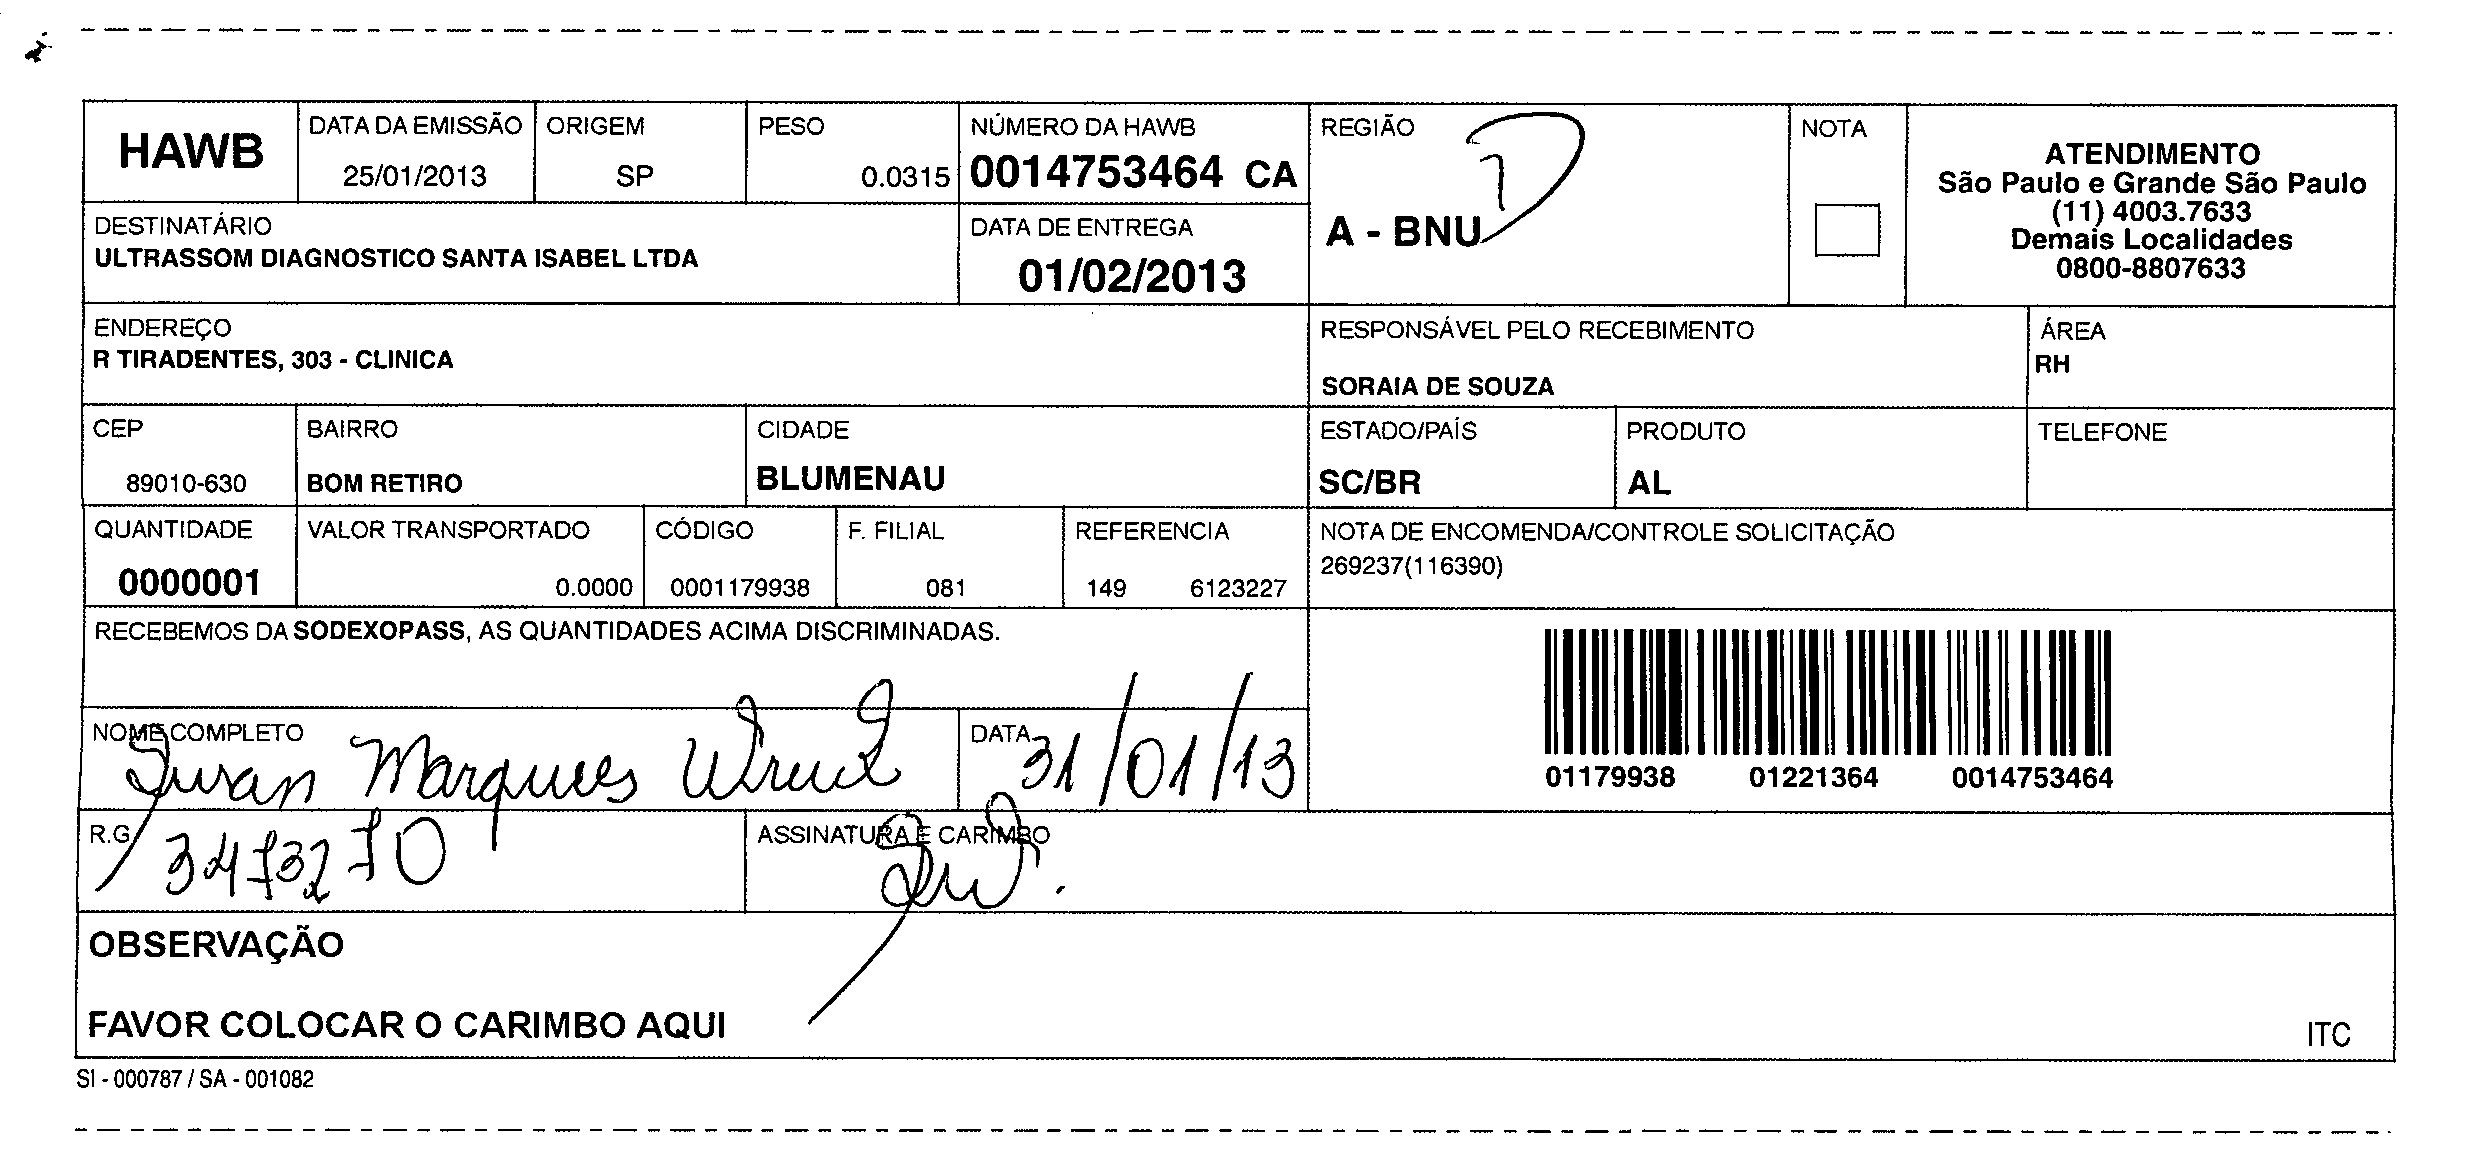 HAWB
DATA DA EMISSÃO
25/01/2013
ORIGEM
SP
PESO
0.0315
NÚMERO DA HAWB
0014753464 CA
REGIÃO
A - BNU
NOTA
ATENDIMENTO
São Paulo e Grande São Paulo
(11) 4003.7633
Demais Localidades
0800-8807633
DESTINATÁRIO
ULTRASSOM DIAGNOSTICO SANTA ISABEL LTDA
DATA DE ENTREGA
01/02/2013
ENDEREÇO
R TIRADENTES, 303 - CLINICA
RESPONSÁVEL PELO RECEBIMENTO
SORAIA DE SOUZA
ÁREA
RH
CEP
89010-630
BAIRRO
BOM RETIRO
CIDADE
BLUMENAU
ESTADO/PAÍS
SC/BR
PRODUTO
AL
TELEFONE
QUANTIDADE
0000001
VALOR TRANSPORTADO
0.0000
CÓDIGO
0001179938
F. FILIAL
081
REFERENCIA
149 6123227
NOTA DE ENCOMENDA/CONTROLE SOLICITAÇÃO
269237(116390)
RECEBEMOS DA SODEXOPASS, AS QUANTIDADES ACIMA DISCRIMINADAS.
01179938 01221364 0014753464
NOME COMPLETO
Marques
DATA
31/01/13
R.G
3473270
ASSINATURA E CARIMBO
OBSERVAÇÃO
FAVOR COLOCAR O CARIMBO AQUI
ITC
SI - 000787 / SA - 001082